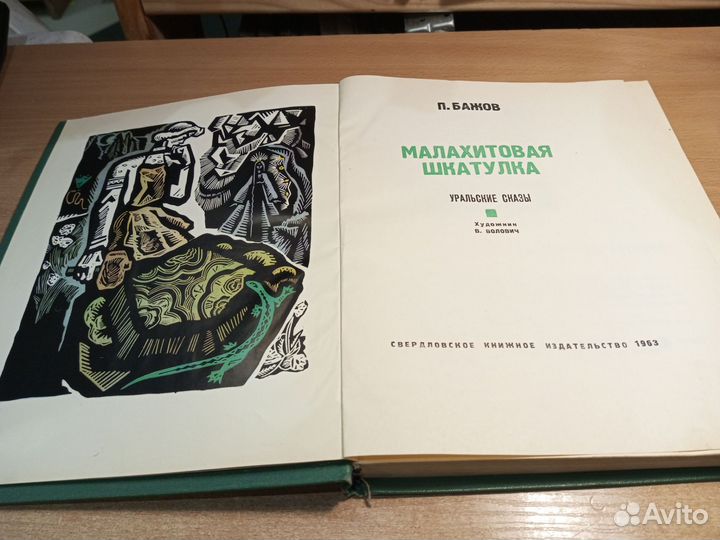 П. БАЖОВ
МАЛАХИТОВАЯ
ШКАТУЛКА
УРАЛЬСКИЕ СКАЗЫ
Художник
В. ВОЛОВИЧ
СВЕРДЛОВСКОЕ КНИЖНОЕ ИЗДАТЕЛЬСТВО 1963
Avito